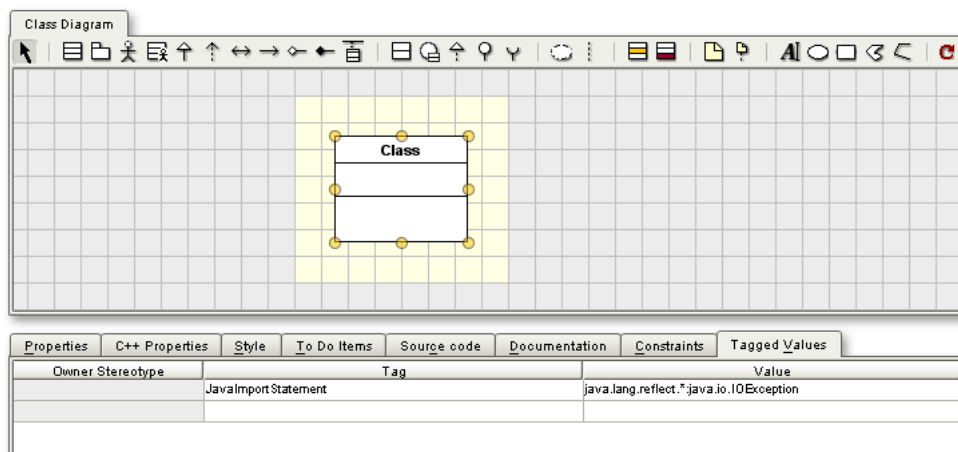 Class Diagram
A
Class
Properties C++ Properties Style To Do Items Source code Documentation Constraints Tagged Values
Owner Stereotype Tag Value
JavaImportStatement java.lang.reflect.*:java.io.IOException